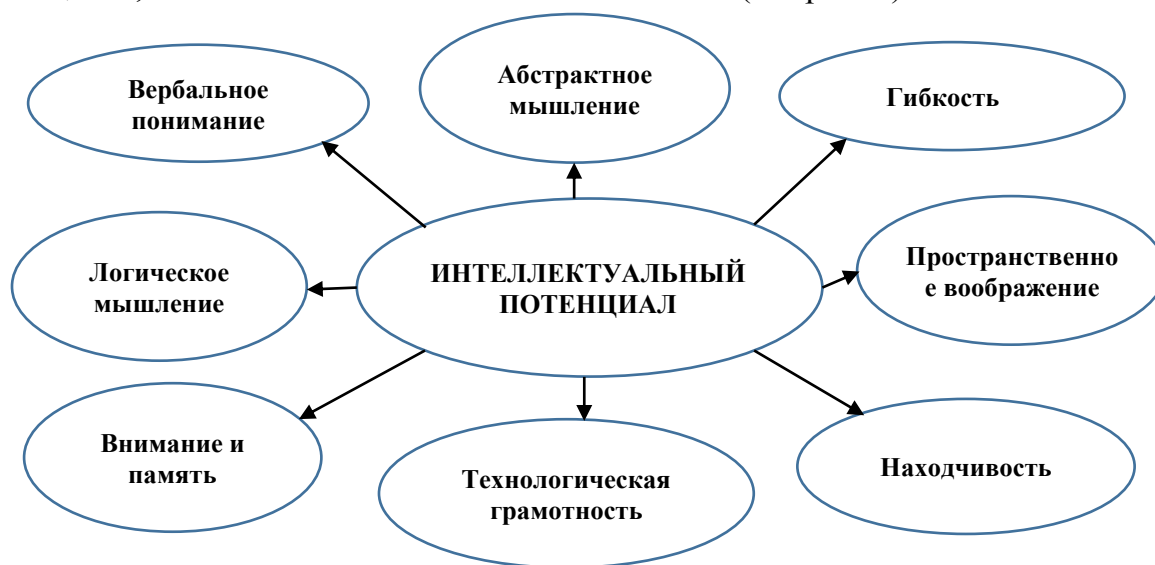 Вербальное
понимание
Абстрактное
мышление
Гибкость
Логическое
мышление
ИНТЕЛЛЕКТУАЛЬНЫЙ
ПОТЕНЦИАЛ
Пространственно
е воображение
Внимание и
память
Технологическая
грамотность
Находчивость